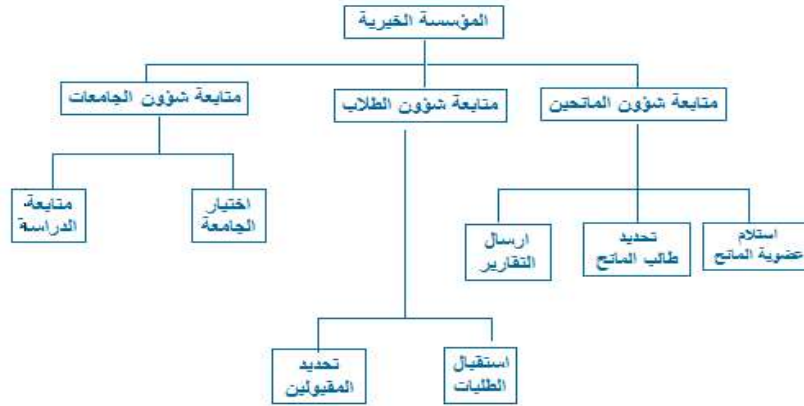 المؤسسة الخيرية
متابعة شؤون المانحين
متابعة شؤون الطلاب
متابعة شؤون الجامعات
استلام
عضوية المانح
تحديد
طالب المانح
ارسال
التقارير
اختيار
الجامعة
متابعة
الدراسة
استقبال
الطلبات
تحديد
المقبولين